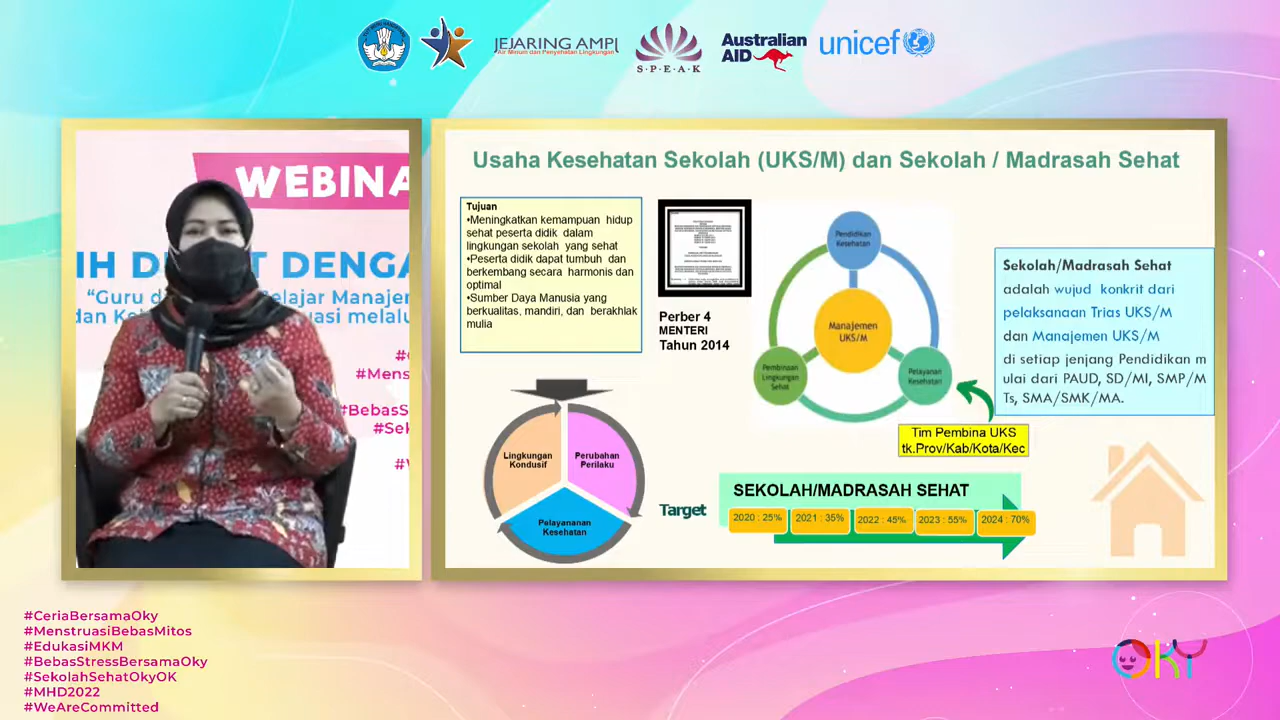 JEJARING AMPL
Air Minum dan Penyehatan Lingkungan
S·P·E·A·K
Australian
AID
unicef
WEBINA
IH D
T DENGA
“Guru d
elajar Manajem
dan Ke
uasi melalu
#Mens
#BebasS
#Sek
Usaha Kesehatan Sekolah (UKS/M) dan Sekolah / Madrasah Sehat
Tujuan
•Meningkatkan kemampuan hidup
sehat peserta didik dalam
lingkungan sekolah yang sehat
•Peserta didik dapat tumbuh dan
berkembang secara harmonis dan
optimal
•Sumber Daya Manusia yang
berkualitas, mandiri, dan berakhlak
mulia
Perber 4
MENTERI
Tahun 2014
Pendidikan
Kesehatan
Manajemen
UKS/M
Pembinaan
Lingkungan
Sehat
Pelayanan
Kesehatan
Tim Pembina UKS
tk.Prov/Kab/Kota/Kec
Sekolah/Madrasah Sehat
adalah wujud konkrit dari
pelaksanaan Trias UKS/M
dan Manajemen UKS/M
di setiap jenjang Pendidikan m
ulai dari PAUD, SD/MI, SMP/M
Ts, SMA/SMK/MA.
Lingkungan
Kondusif
Perubahan
Perilaku
Pelayananan
Kesehatan
Target
SEKOLAH/MADRASAH SEHAT
2020 : 25%
2021 : 35%
2022 : 45%
2023 : 55%
2024 : 70%
#CeriaBersamaOky
#MenstruasiBebasMitos
#EdukasiMKM
#BebasStressBersamaOky
#SekolahSehatOkyOK
#MHD2022
#WeAreCommitted
OKY